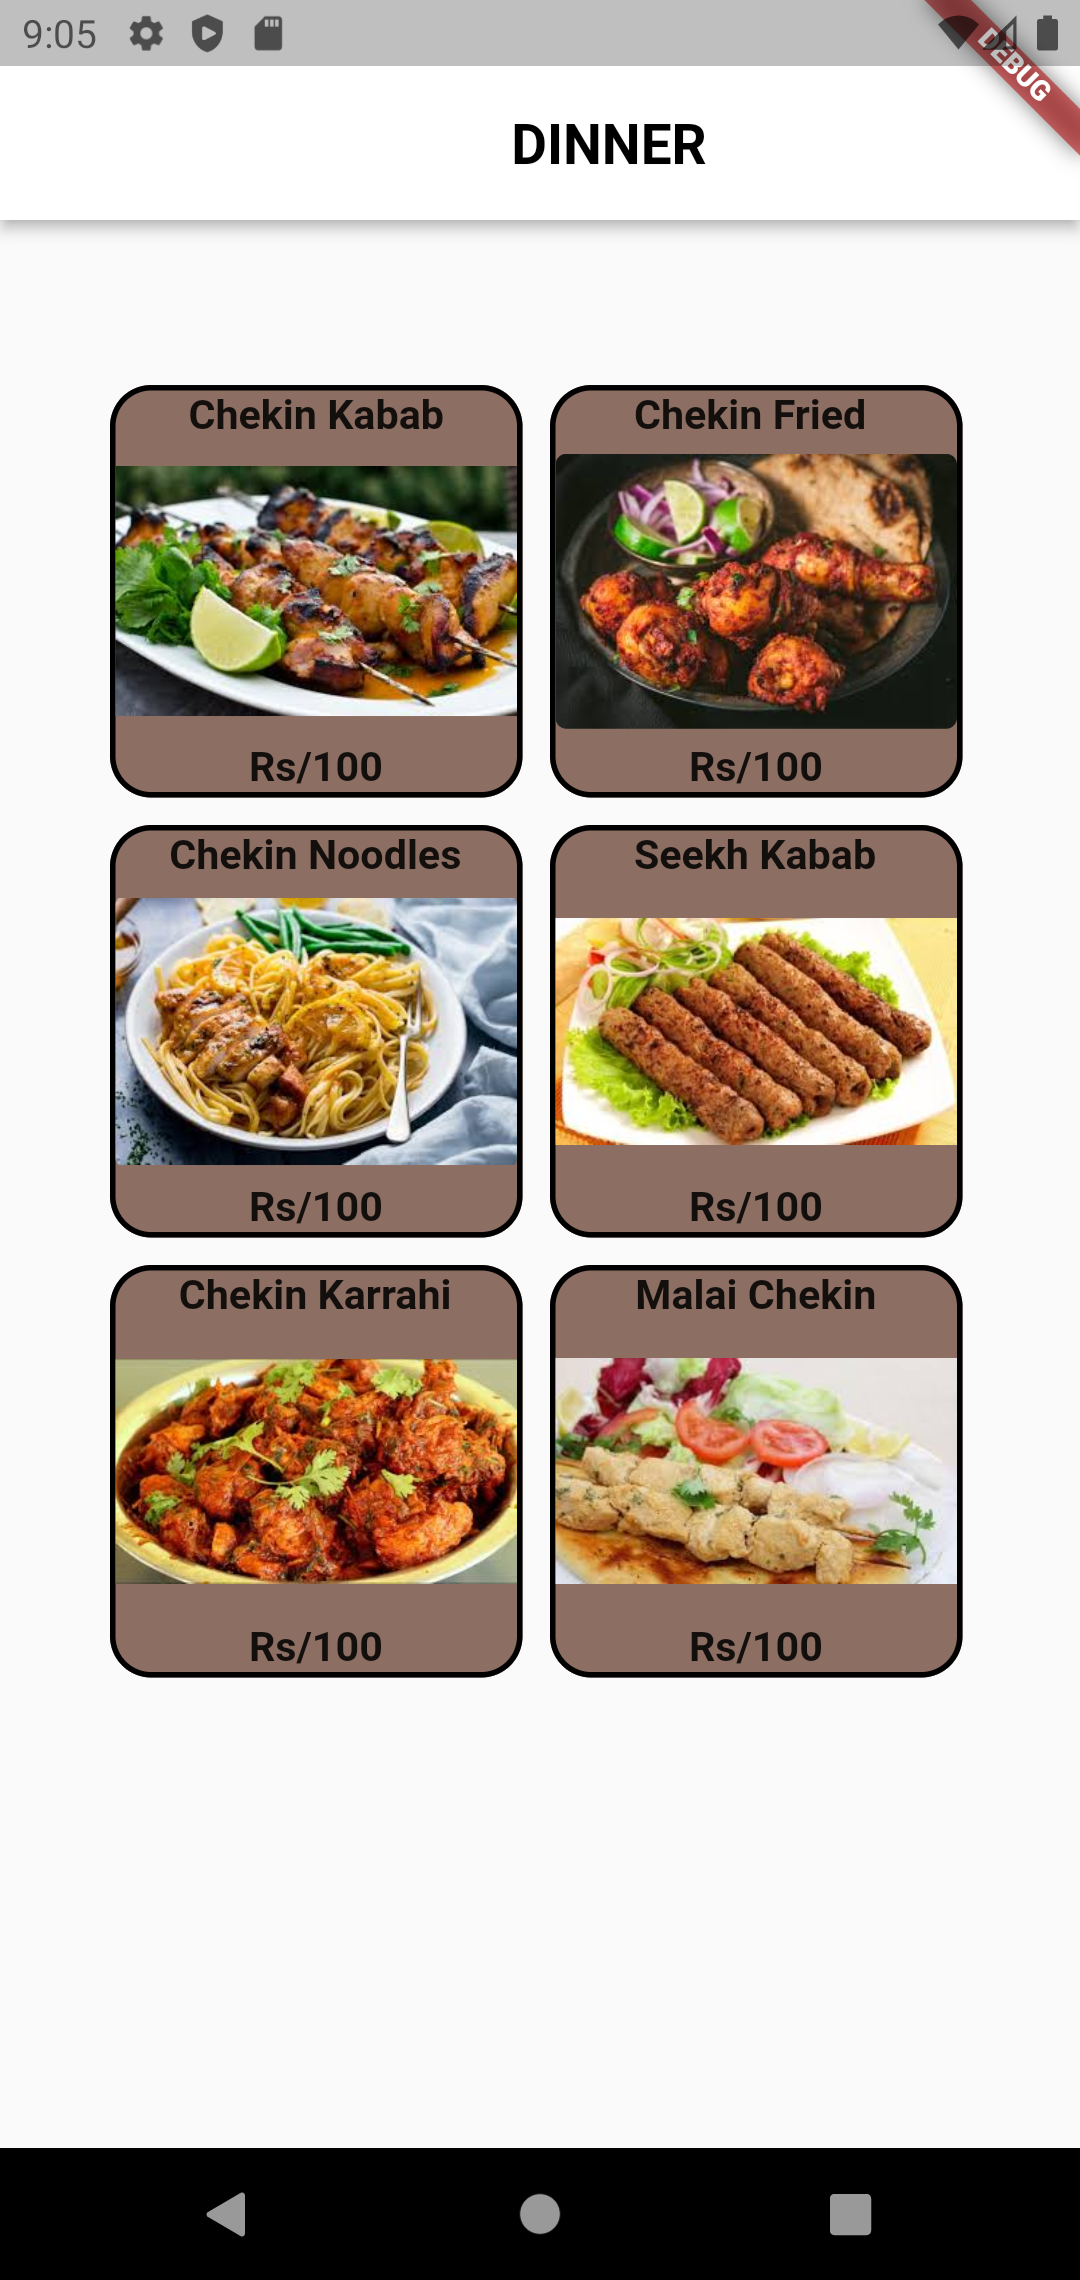 9:05
DEBUG
DINNER
Chekin Kabab
Chekin Fried
Rs/100
Rs/100
Chekin Noodles
Seekh Kabab
Rs/100
Rs/100
Chekin Karrahi
Malai Chekin
Rs/100
Rs/100